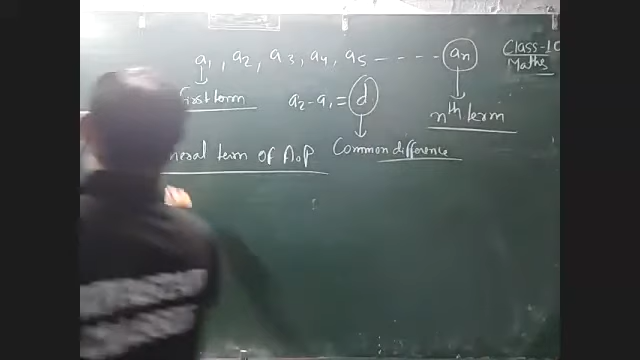 a1, a2, a3, a4, a5 ---- an
Class-10
Maths
First term
a2 - a1 = d
nth term
neral term of A.P
Common difference